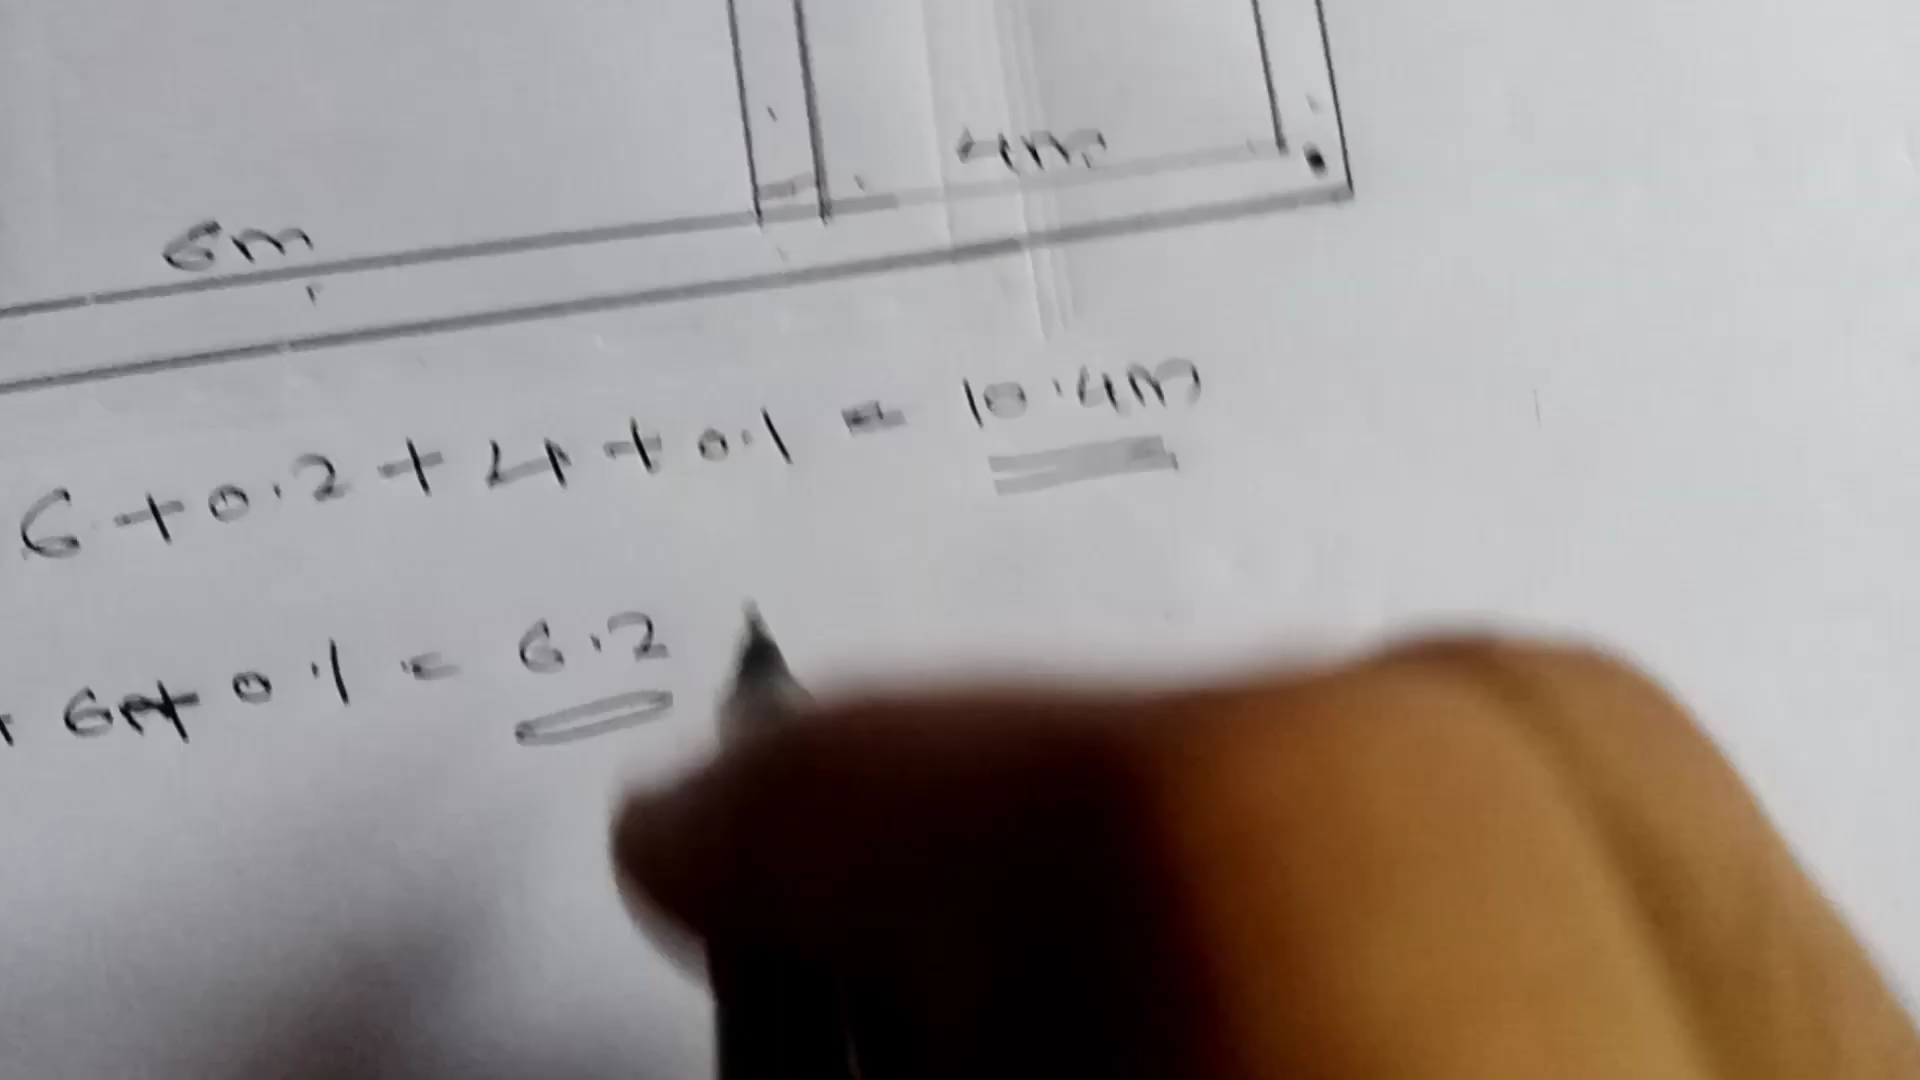 4m
6m
6+0.2+4+0.1 = 10.4m
+ 6+0.1 = 6.2